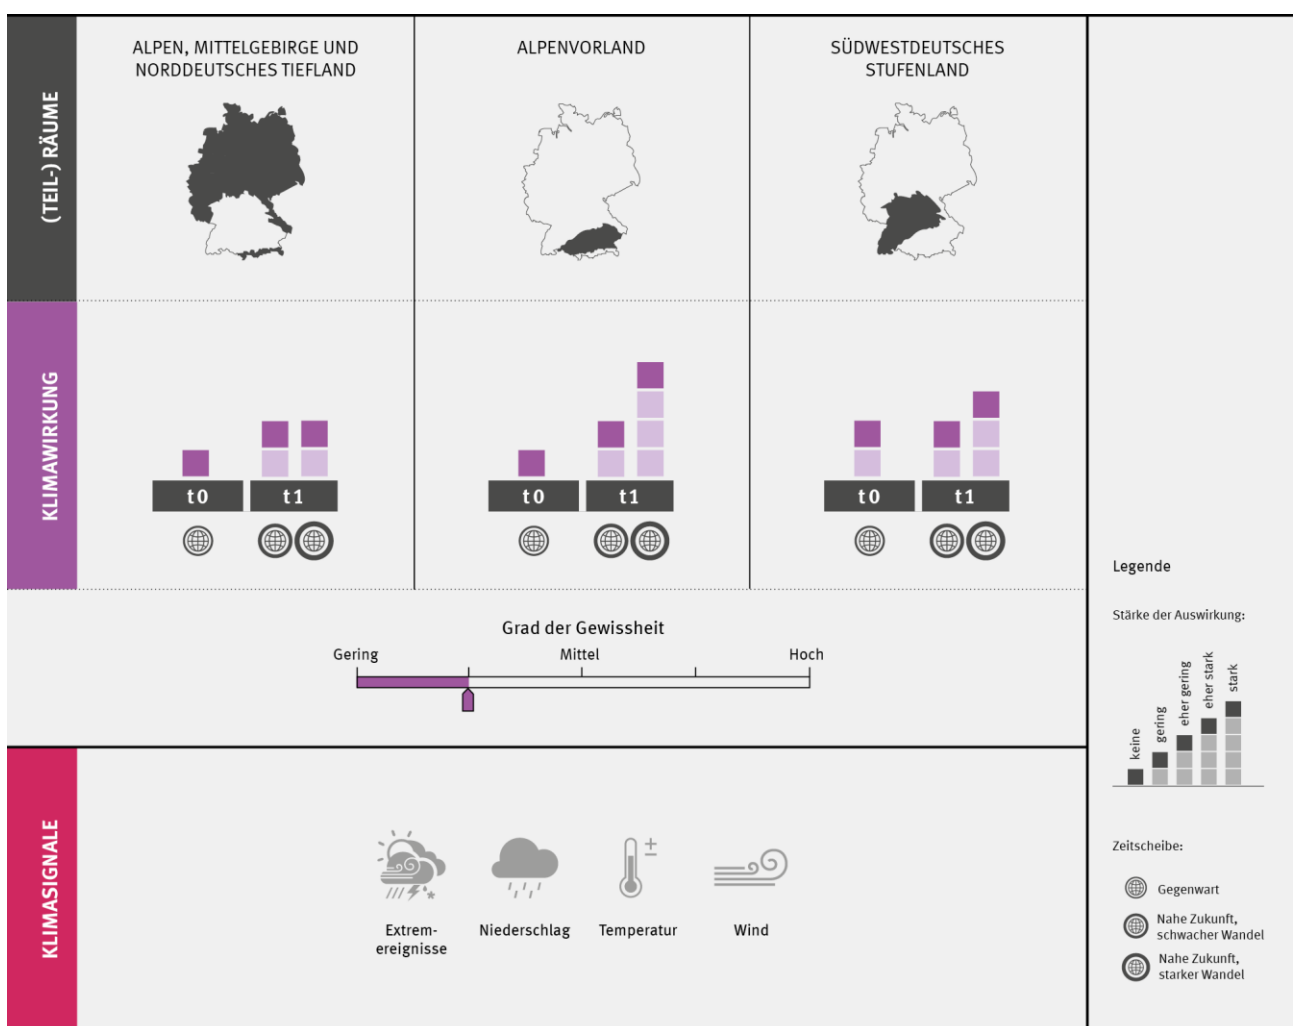 (TEIL-) RÄUME
ALPEN, MITTELGEBIRGE UND
NORDDEUTSCHES TIEFLAND
ALPENVORLAND
SÜDWESTDEUTSCHES
STUFENLAND
KLIMAWIRKUNG
t0
t1
t0
t1
t0
t1
Grad der Gewissheit
Gering
Mittel
Hoch
KLIMASIGNALE
Extrem-
ereignisse
Niederschlag
Temperatur
Wind
Legende
Stärke der Auswirkung:
keine
gering
eher gering
eher stark
stark
Zeitscheibe:
Gegenwart
Nahe Zukunft,
schwacher Wandel
Nahe Zukunft,
starker Wandel